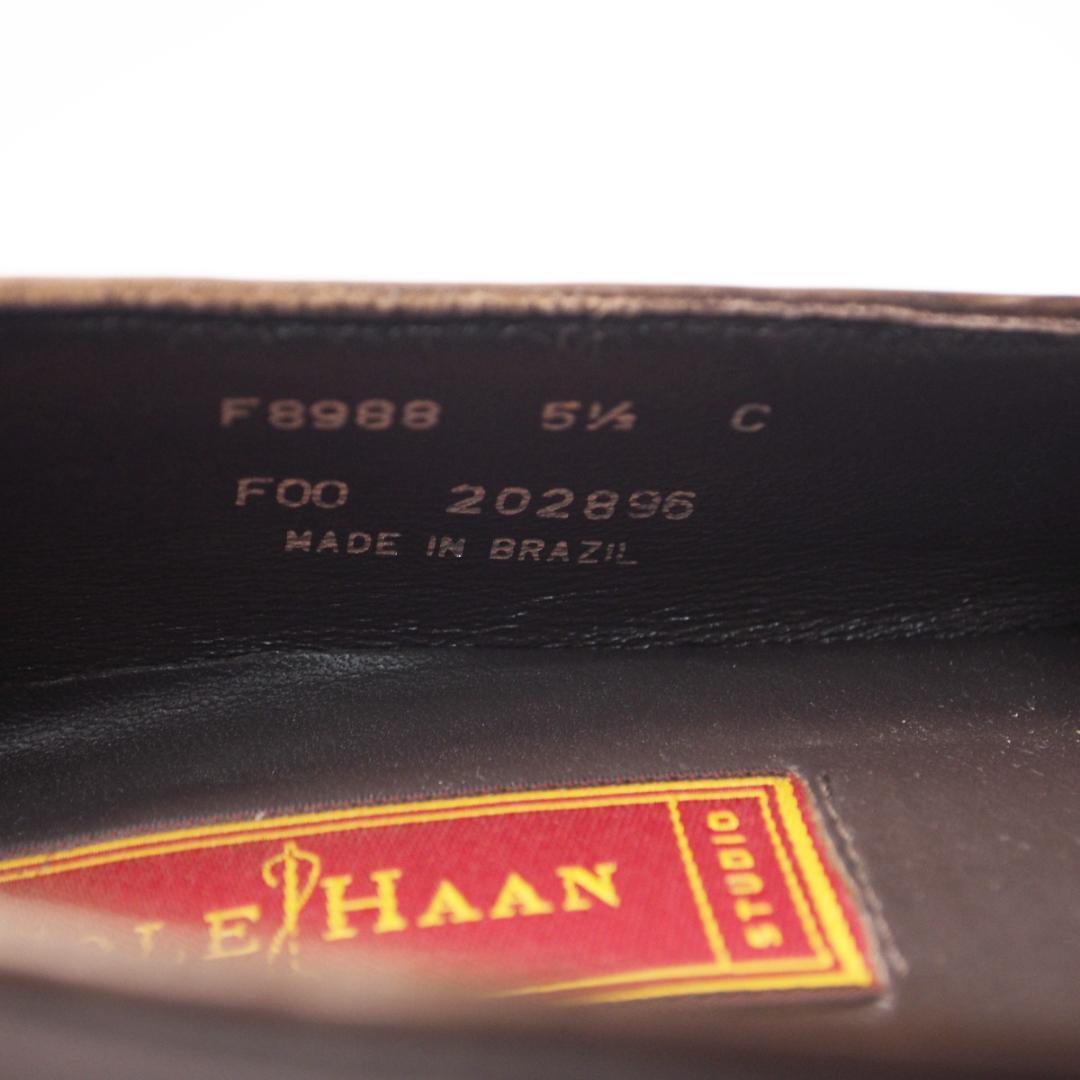 F8988 5½ C
F00 202896
MADE IN BRAZIL
HAAN
STUDIO